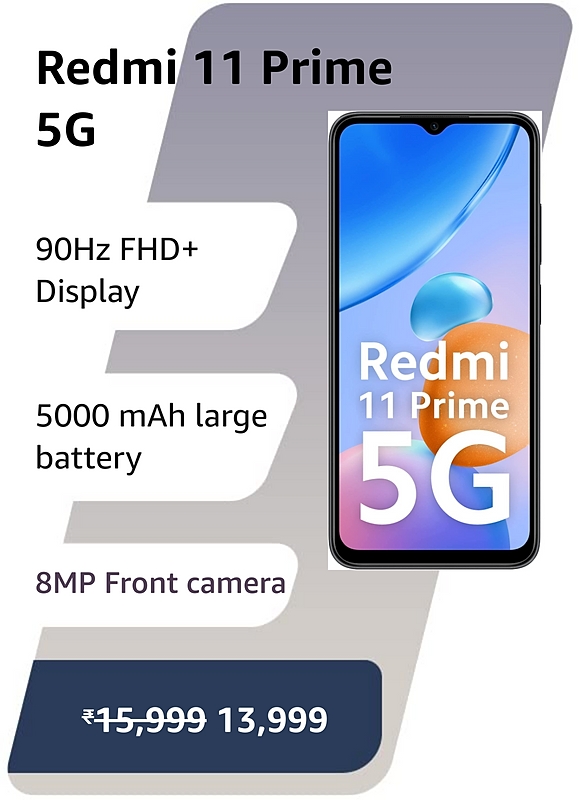 Redmi 11 Prime
5G
90Hz FHD+
Display
5000 mAh large
battery
8MP Front camera
₹15,999 13,999
Redmi
11 Prime
5G